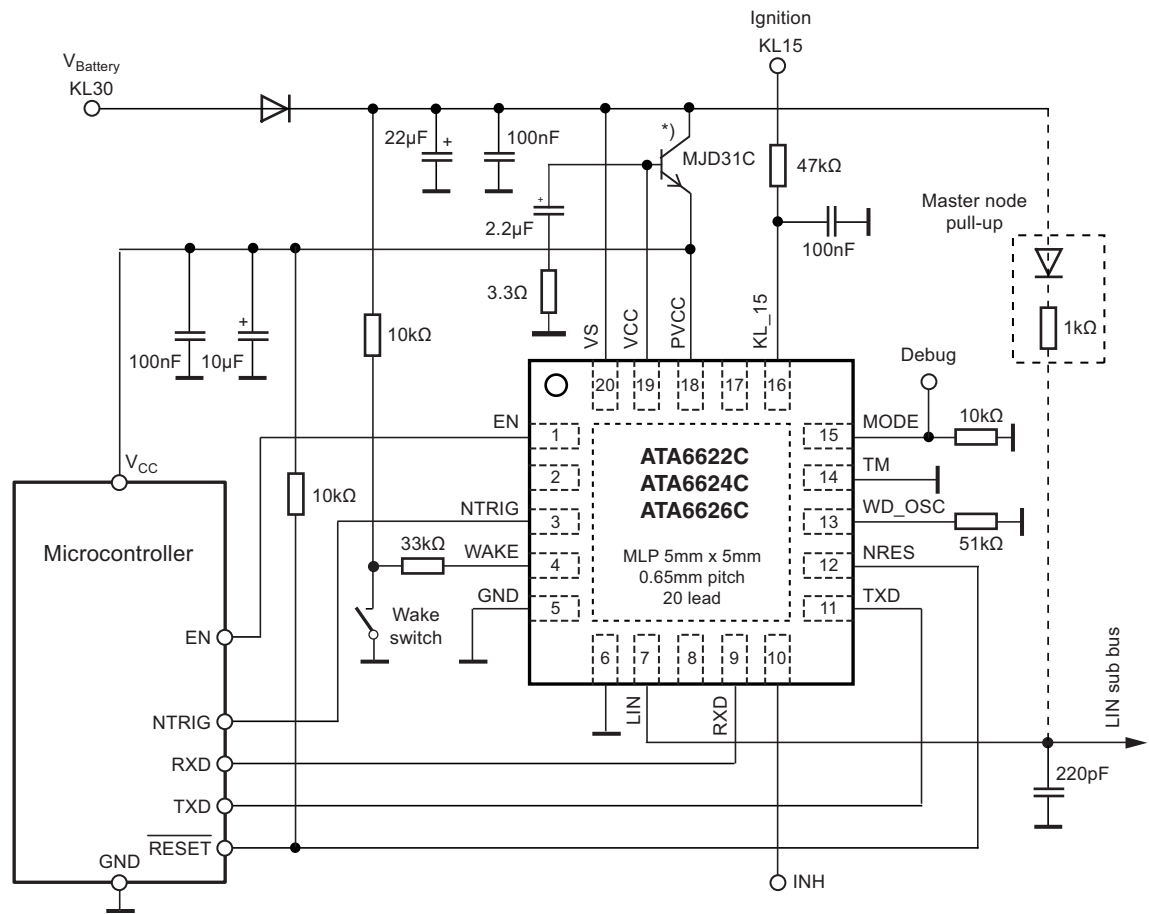 Ignition
KL15
V_Battery
KL30
22µF
+
100nF
*)
MJD31C
47kΩ
Master node
pull-up
+
2.2µF
100nF
3.3Ω
10kΩ
1kΩ
100nF
+
10µF
VS
VCC
PVCC
KL_15
Debug
20
19
18
17
16
EN
1
15
MODE
10kΩ
V_CC
2
14
TM
10kΩ
NTRIG
3
13
WD_OSC
51kΩ
Microcontroller
33kΩ
WAKE
4
12
NRES
GND
5
11
TXD
ATA6622C
ATA6624C
ATA6626C
MLP 5mm x 5mm
0.65mm pitch
20 lead
Wake
switch
EN
6
7
8
9
10
LIN
RXD
LIN sub bus
NTRIG
RXD
220pF
TXD
RESET
GND
INH